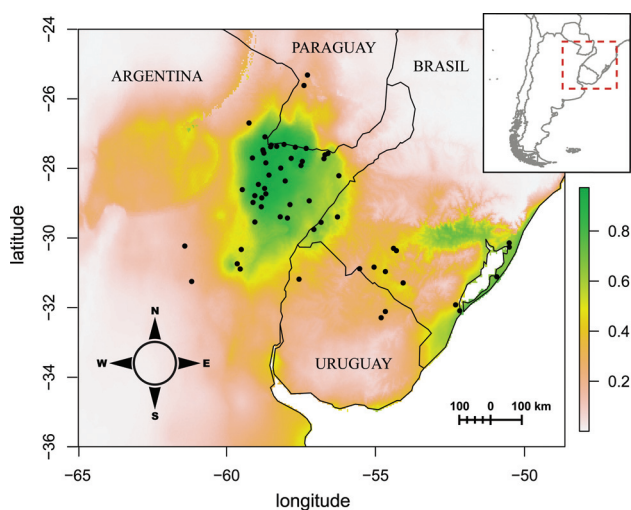 −24
−26
−28
−30
−32
−34
−36
latitude
PARAGUAY
ARGENTINA
BRASIL
URUGUAY
N
W E
S
100 0 100 km
0.8
0.6
0.4
0.2
−65 −60 −55 −50
longitude